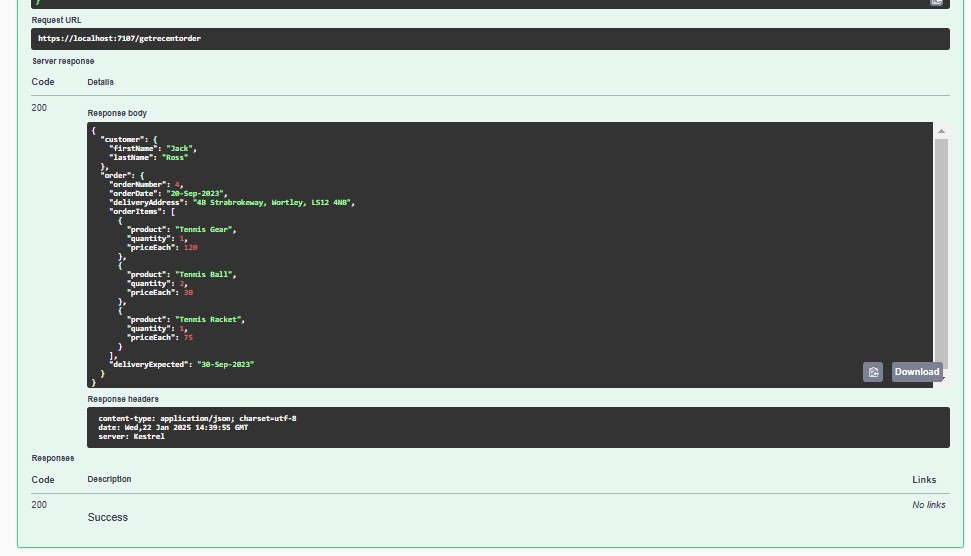 }
Request URL
https://localhost:7107/getrecentorder
Server response
Code Details
200
Response body
{
  "customer": {
    "firstName": "Jack",
    "lastName": "Ross"
  },
  "order": {
    "orderNumber": 4,
    "orderDate": "20-Sep-2023",
    "deliveryAddress": "4B Strabrokeway, Wortley, LS12 4NB",
    "orderItems": [
      {
        "product": "Tennis Gear",
        "quantity": 1,
        "priceEach": 120
      },
      {
        "product": "Tennis Ball",
        "quantity": 2,
        "priceEach": 30
      },
      {
        "product": "Tennis Racket",
        "quantity": 1,
        "priceEach": 75
      }
    ],
    "deliveryExpected": "30-Sep-2023"
  }
}
Download
Response headers
content-type: application/json; charset=utf-8
date: Wed,22 Jan 2025 14:39:55 GMT
server: Kestrel
Responses
Code Description Links
200 No links
Success